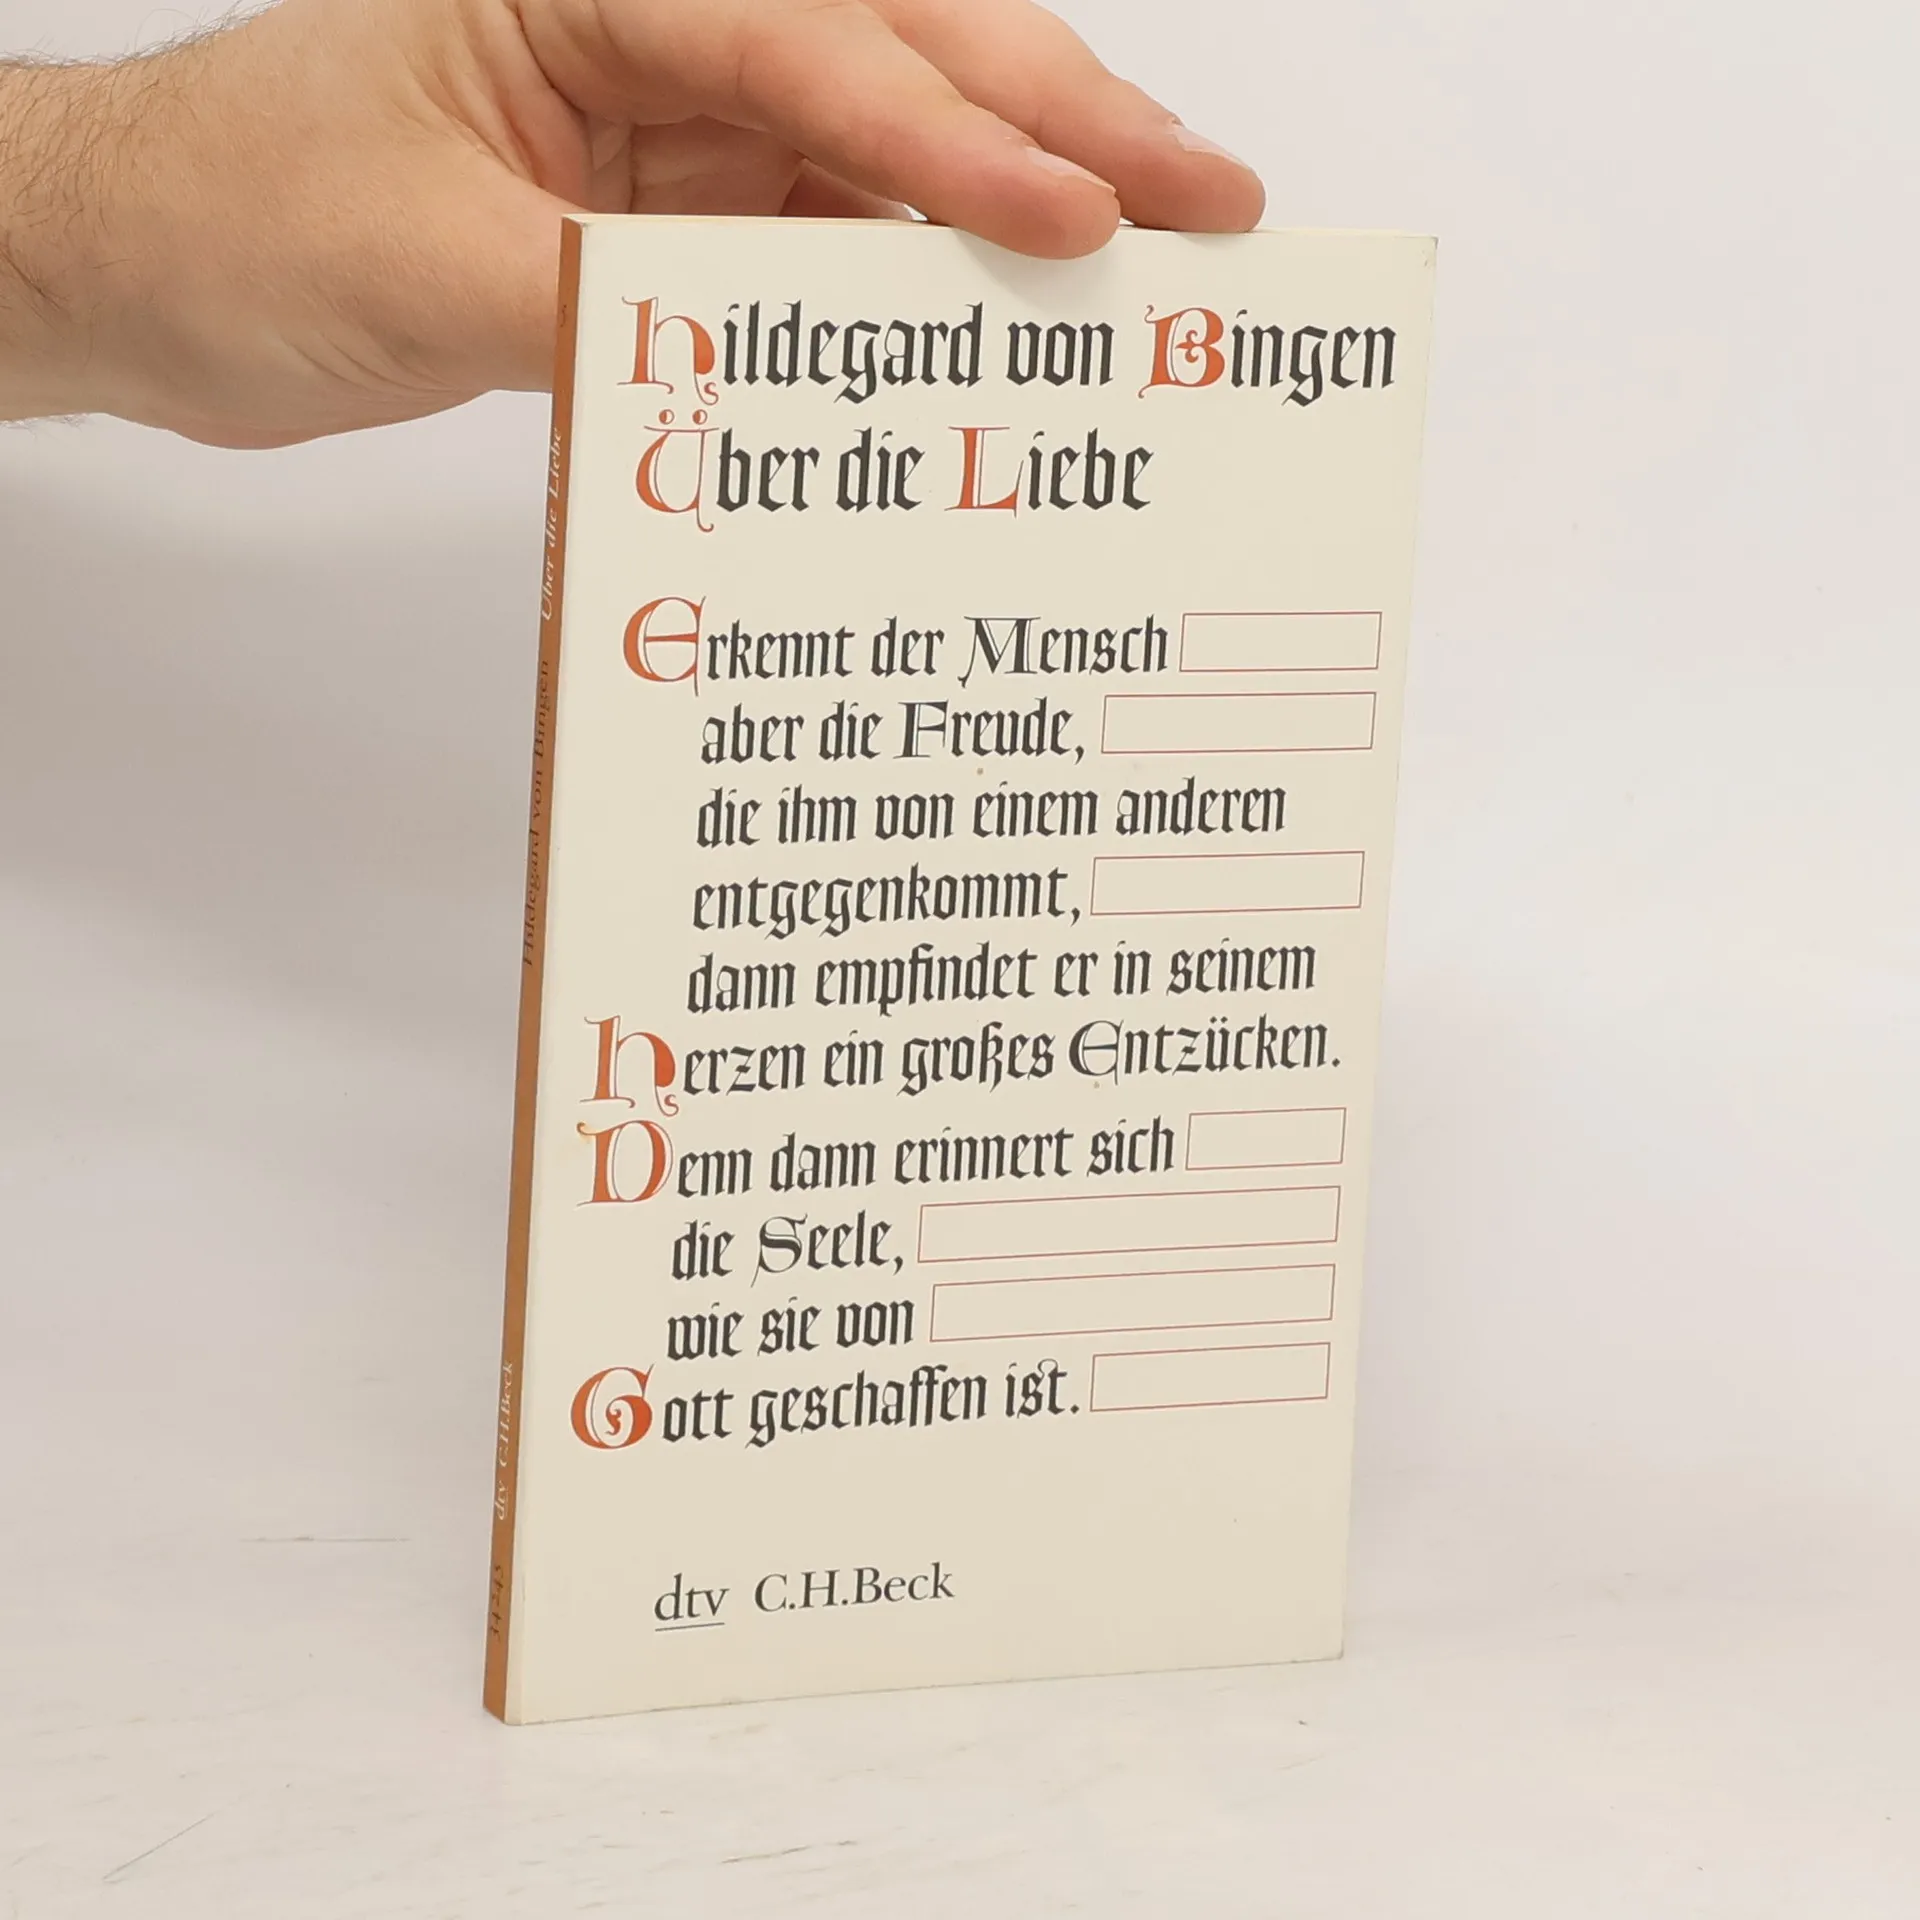 Hildegard von Bingen
Über die Liebe
Erkennt der Mensch
aber die Freude,
die ihm von einem anderen
entgegenkommt,
dann empfindet er in seinem
Herzen ein großes Entzücken.
Denn dann erinnert sich
die Seele,
wie sie von
Gott geschaffen ist.
dtv C.H.Beck
Hildegard von Bingen Über die Liebe
dtv C.H.Beck
34243